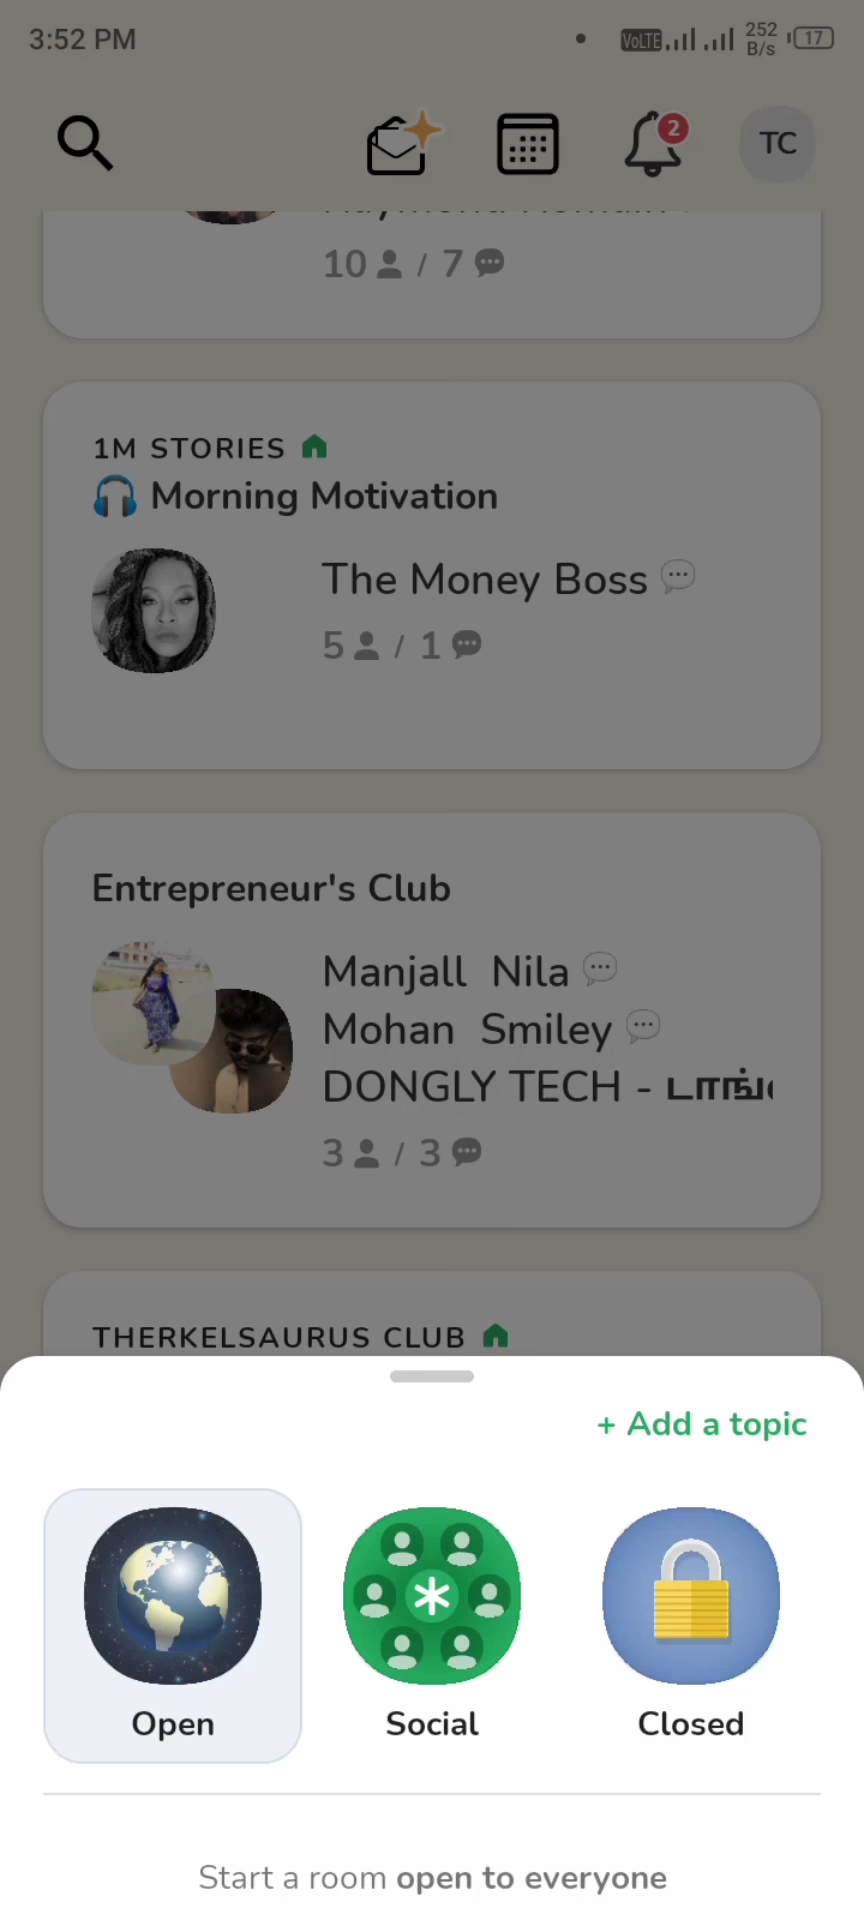 3:52 PM
VoLTE 252 B/s 17
2
TC
10 / 7
1M STORIES
Morning Motivation
The Money Boss
5 / 1
Entrepreneur's Club
Manjall Nila
Mohan Smiley
DONGLY TECH - டாங்
3 / 3
THERKELSAURUS CLUB
+ Add a topic
Open Social Closed
Start a room open to everyone